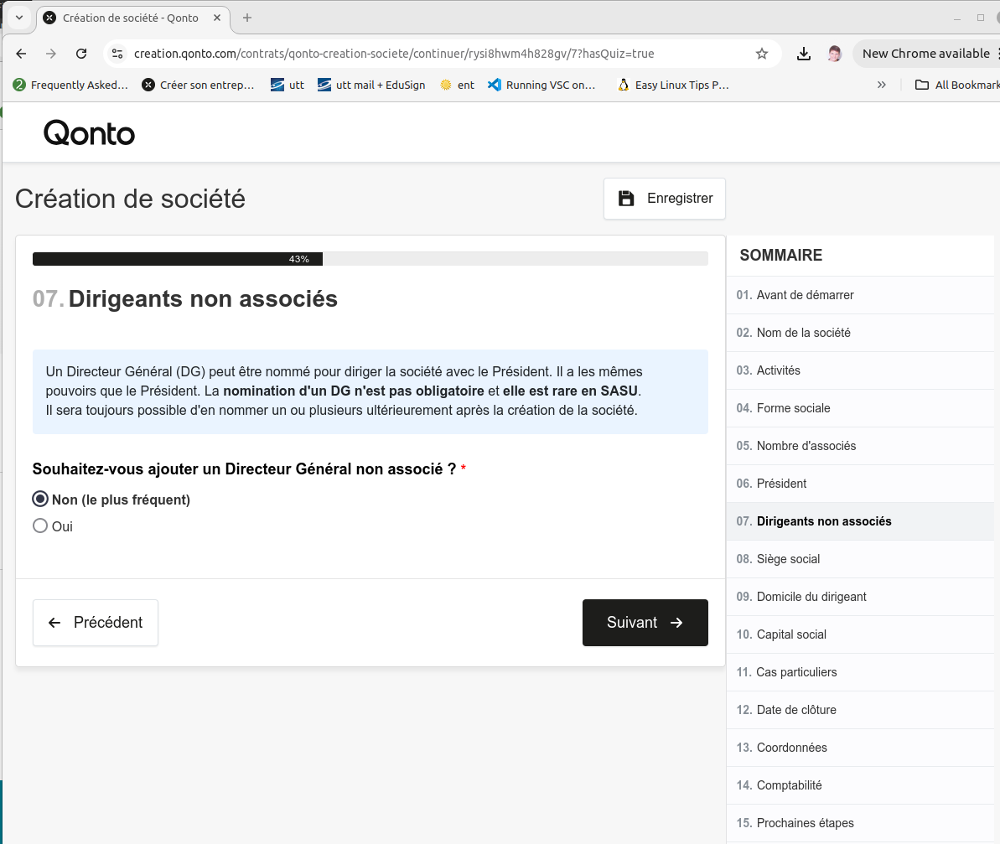 Création de société - Qonto
creation.qonto.com/contrats/qonto-creation-societe/continuer/rysi8hwm4h828gv/7?hasQuiz=true
New Chrome available
Frequently Asked… Créer son entrep… utt utt mail + EduSign ent Running VSC on… Easy Linux Tips P… » All Bookmark
Qonto
Création de société
Enregistrer
43%
07. Dirigeants non associés
Un Directeur Général (DG) peut être nommé pour diriger la société avec le Président. Il a les mêmes
pouvoirs que le Président. La nomination d'un DG n'est pas obligatoire et elle est rare en SASU.
Il sera toujours possible d'en nommer un ou plusieurs ultérieurement après la création de la société.
Souhaitez-vous ajouter un Directeur Général non associé ? *
Non (le plus fréquent)
Oui
Précédent
Suivant
SOMMAIRE
01. Avant de démarrer
02. Nom de la société
03. Activités
04. Forme sociale
05. Nombre d'associés
06. Président
07. Dirigeants non associés
08. Siège social
09. Domicile du dirigeant
10. Capital social
11. Cas particuliers
12. Date de clôture
13. Coordonnées
14. Comptabilité
15. Prochaines étapes